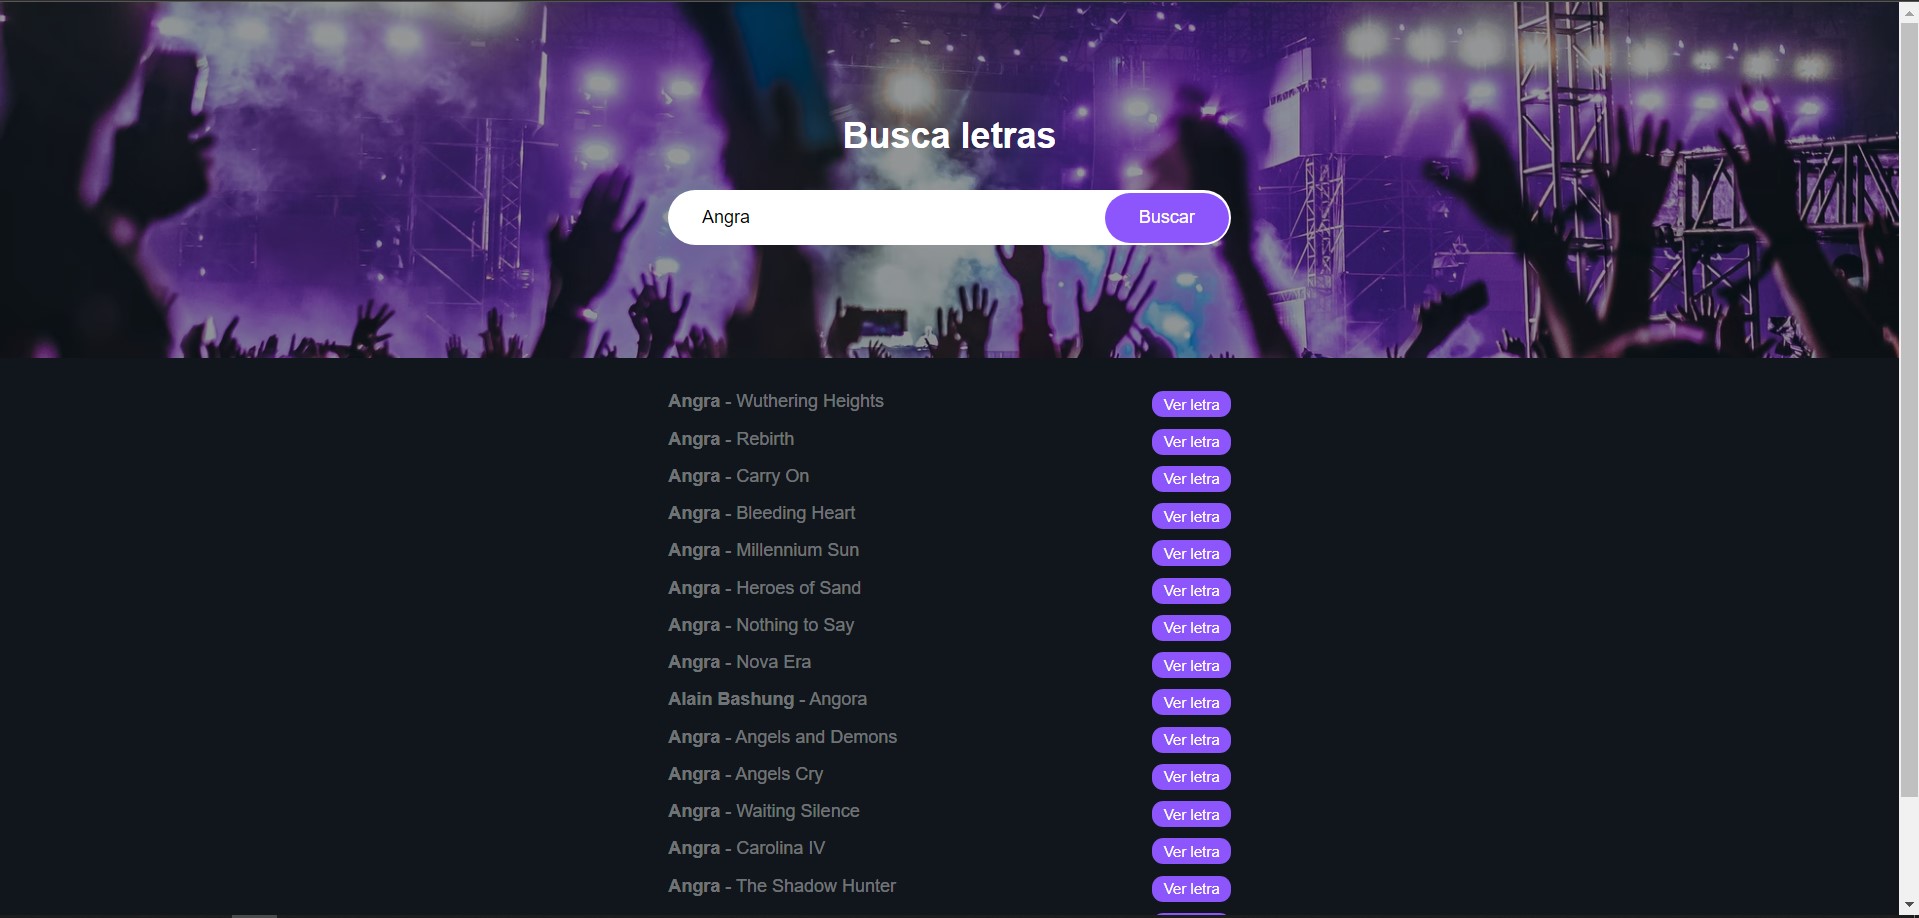 Busca letras
Angra Buscar
Angra - Wuthering Heights Ver letra
Angra - Rebirth Ver letra
Angra - Carry On Ver letra
Angra - Bleeding Heart Ver letra
Angra - Millennium Sun Ver letra
Angra - Heroes of Sand Ver letra
Angra - Nothing to Say Ver letra
Angra - Nova Era Ver letra
Alain Bashung - Angora Ver letra
Angra - Angels and Demons Ver letra
Angra - Angels Cry Ver letra
Angra - Waiting Silence Ver letra
Angra - Carolina IV Ver letra
Angra - The Shadow Hunter Ver letra